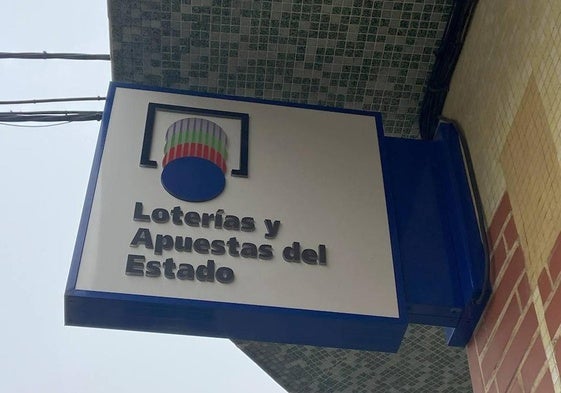 Loterías y
Apuestas del
Estado